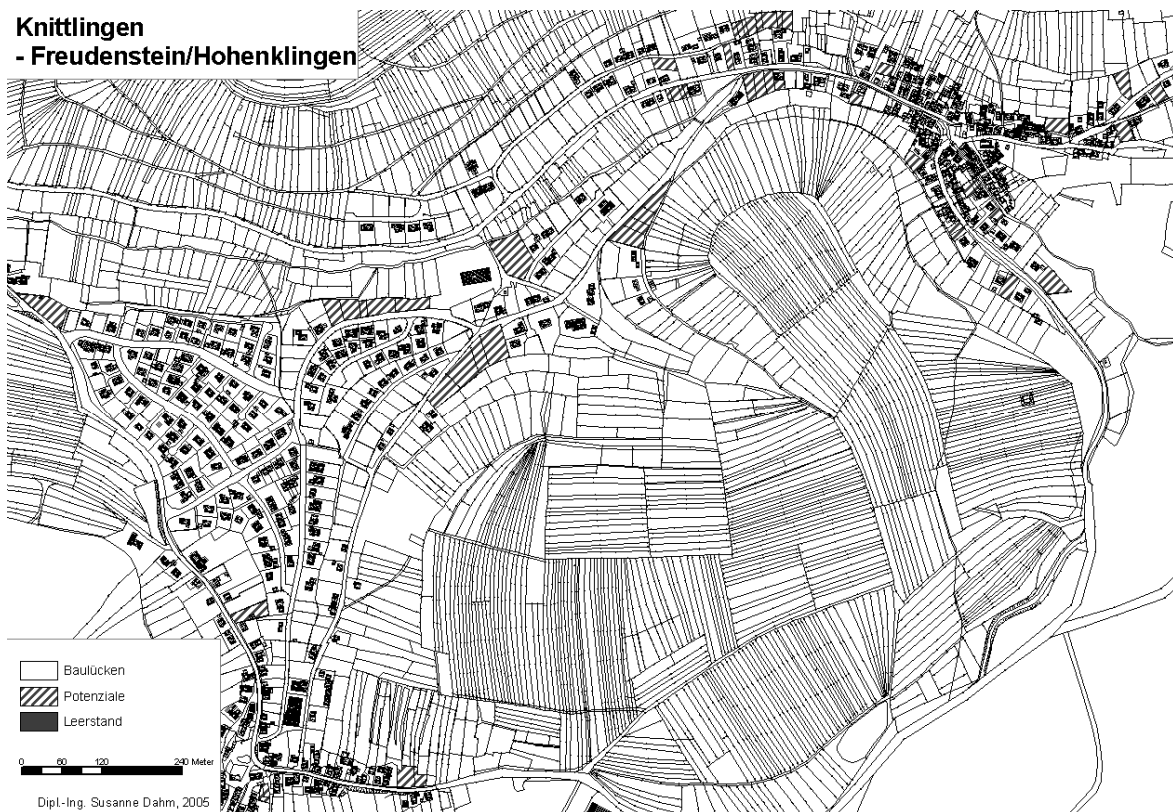 Knittlingen
- Freudenstein/Hohenklingen
Baulücken
Potenziale
Leerstand
0 60 120 240 Meter
Dipl.-Ing. Susanne Dahm, 2005